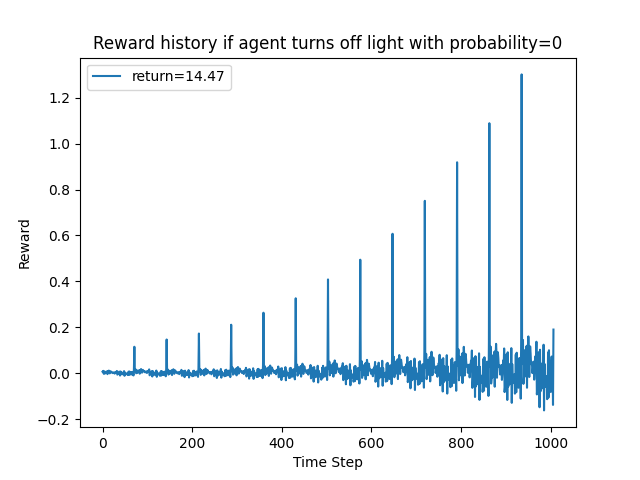 Reward history if agent turns off light with probability=0
return=14.47
1.2
1.0
0.8
0.6
0.4
0.2
0.0
−0.2
Reward
0 200 400 600 800 1000
Time Step